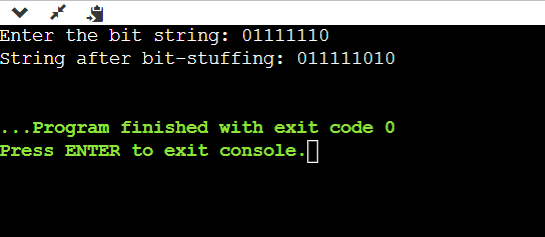 Enter the bit string: 01111110
String after bit-stuffing: 011111010
...Program finished with exit code 0
Press ENTER to exit console.